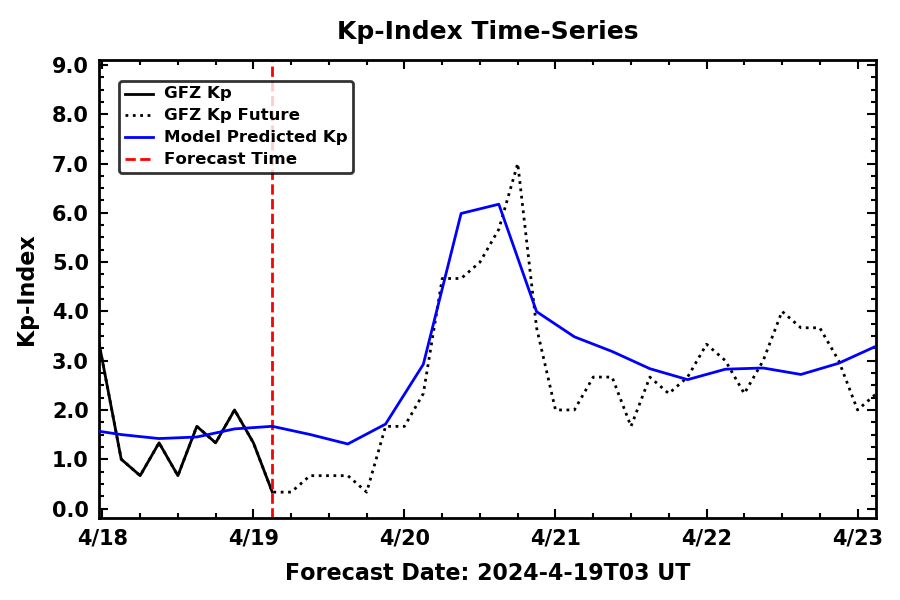 Kp-Index Time-Series
9.0
8.0
7.0
6.0
5.0
4.0
3.0
2.0
1.0
0.0
Kp-Index
GFZ Kp
GFZ Kp Future
Model Predicted Kp
Forecast Time
4/18 4/19 4/20 4/21 4/22 4/23
Forecast Date: 2024-4-19T03 UT